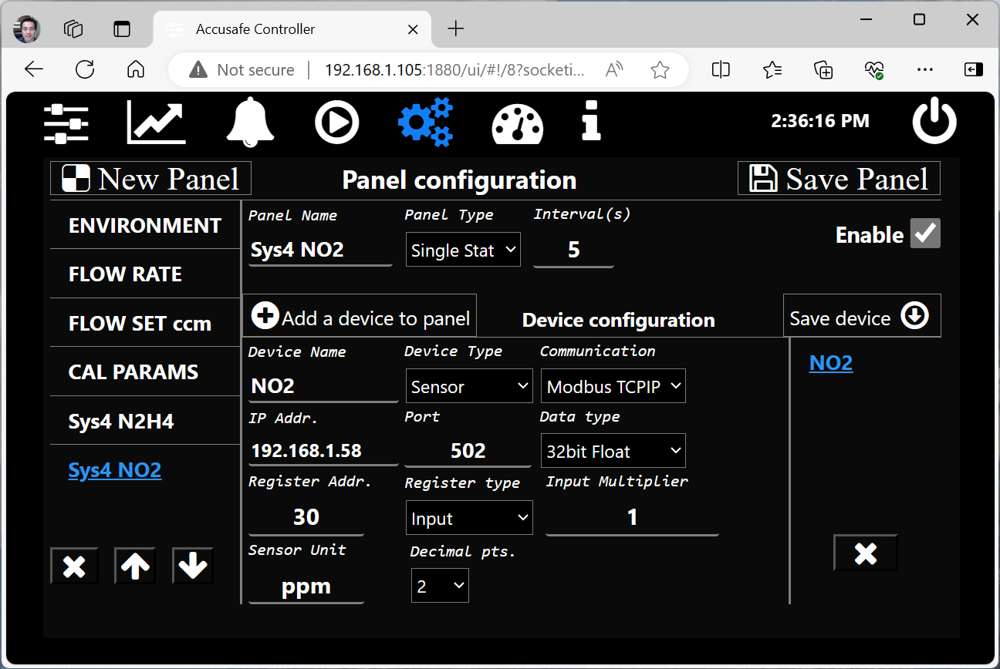 Accusafe Controller
Not secure 192.168.1.105:1880/ui/#!/8?socketi...
2:36:16 PM
New Panel
Panel configuration
Save Panel
ENVIRONMENT
FLOW RATE
FLOW SET ccm
CAL PARAMS
Sys4 N2H4
Sys4 NO2
Panel Name
Panel Type
Interval(s)
Sys4 NO2
Single Stat
5
Enable
Add a device to panel
Device configuration
Save device
Device Name
Device Type
Communication
NO2
Sensor
Modbus TCPIP
IP Addr.
Port
Data type
192.168.1.58
502
32bit Float
Register Addr.
Register type
Input Multiplier
30
Input
1
Sensor Unit
Decimal pts.
ppm
2
NO2